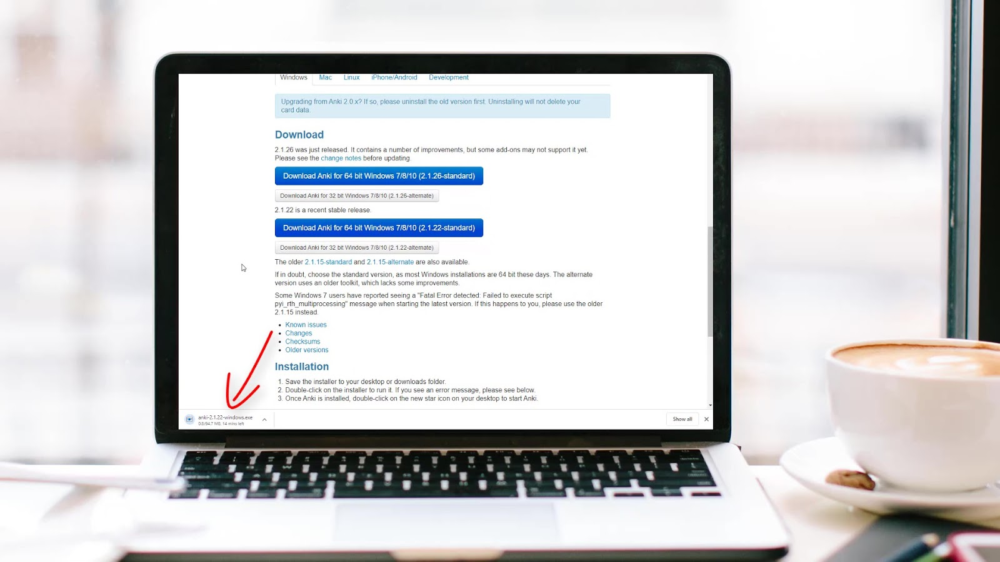 Windows Mac Linux iPhone/Android Development
Upgrading from Anki 2.0.x? If so, please uninstall the old version first. Uninstalling will not delete your
card data.
Download
2.1.26 was just released. It contains a number of improvements, but some add-ons may not support it yet.
Please see the change notes before updating.
Download Anki for 64 bit Windows 7/8/10 (2.1.26-standard)
Download Anki for 32 bit Windows 7/8/10 (2.1.26-alternate)
2.1.22 is a recent stable release.
Download Anki for 64 bit Windows 7/8/10 (2.1.22-standard)
Download Anki for 32 bit Windows 7/8/10 (2.1.22-alternate)
The older 2.1.15-standard and 2.1.15-alternate are also available.
If in doubt, choose the standard version, as most Windows installations are 64 bit these days. The alternate
version uses an older toolkit, which lacks some improvements.
Some Windows 7 users have reported seeing a "Fatal Error detected: Failed to execute script
pyi_rth_multiprocessing" message when starting the latest version. If this happens to you, please use the older
2.1.15 instead.
• Known issues
• Changes
• Checksums
• Older versions
Installation
1. Save the installer to your desktop or downloads folder.
2. Double-click on the installer to run it. If you see an error message, please see below.
3. Once Anki is installed, double-click on the new star icon on your desktop to start Anki.
anki-2.1.22-windows.exe
0.8/94.7 MB, 14 mins left
Show all